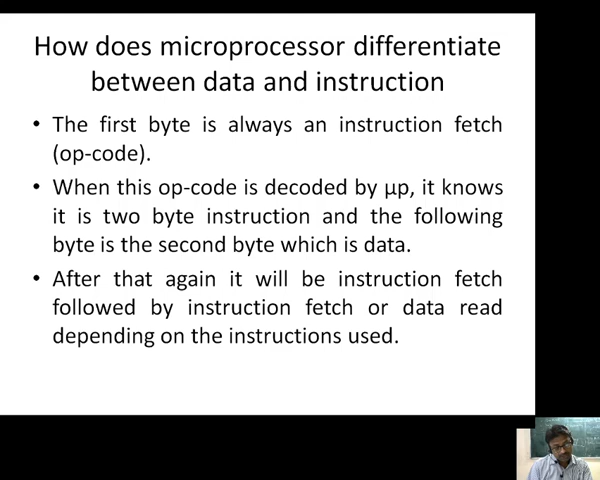 How does microprocessor differentiate
between data and instruction
• The first byte is always an instruction fetch
(op-code).
• When this op-code is decoded by µp, it knows
it is two byte instruction and the following
byte is the second byte which is data.
• After that again it will be instruction fetch
followed by instruction fetch or data read
depending on the instructions used.